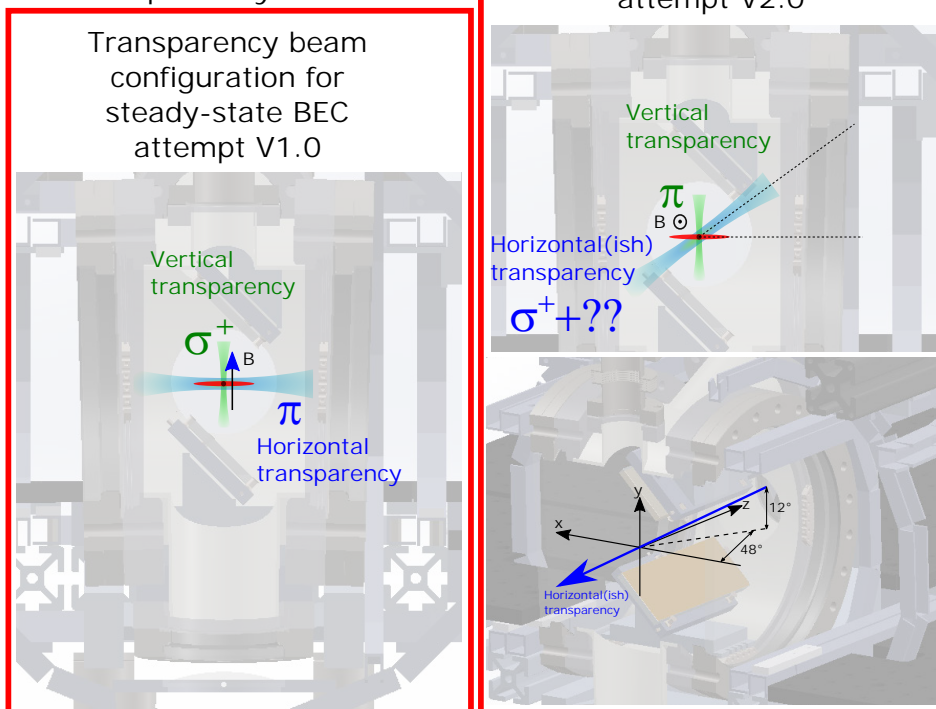 Transparency beam
configuration for
steady-state BEC
attempt V1.0
Vertical
transparency
σ⁺
B
π
Horizontal
transparency
attempt V2.0
Vertical
transparency
π
B ⊙
Horizontal(ish)
transparency
σ⁺+??
y
x
z
12°
48°
Horizontal(ish)
transparency